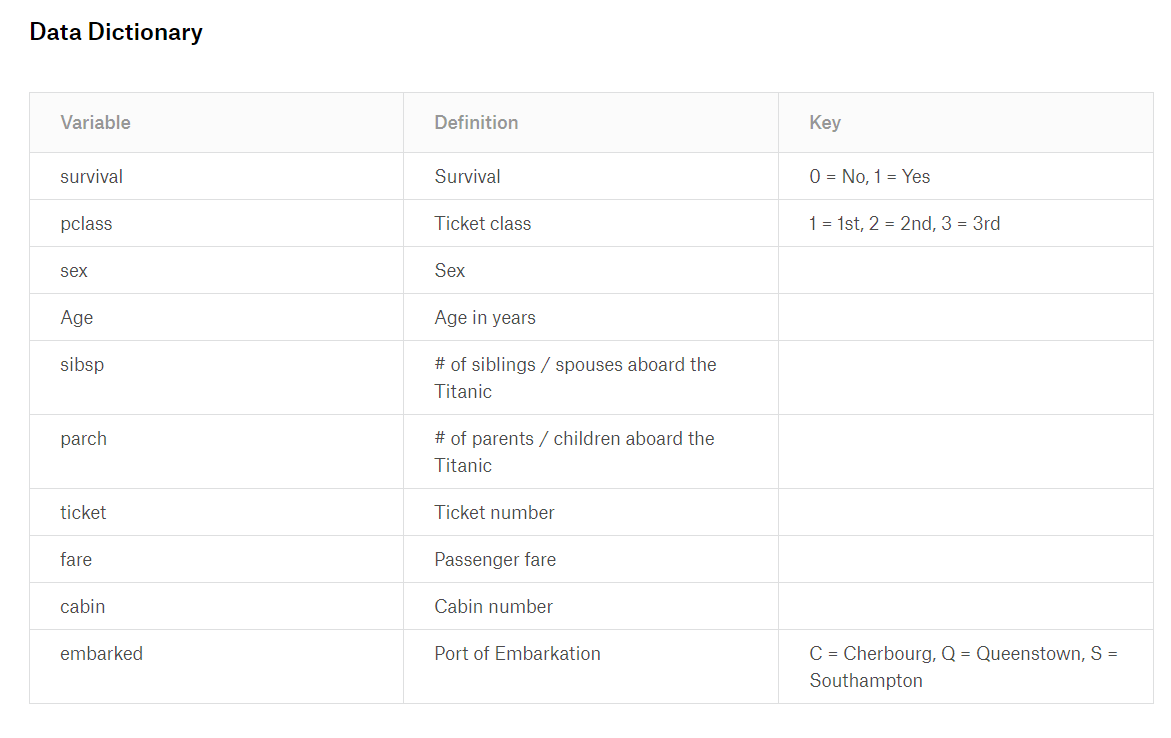 Data Dictionary
Variable Definition Key
survival Survival 0 = No, 1 = Yes
pclass Ticket class 1 = 1st, 2 = 2nd, 3 = 3rd
sex Sex
Age Age in years
sibsp # of siblings / spouses aboard the
Titanic
parch # of parents / children aboard the
Titanic
ticket Ticket number
fare Passenger fare
cabin Cabin number
embarked Port of Embarkation C = Cherbourg, Q = Queenstown, S =
Southampton